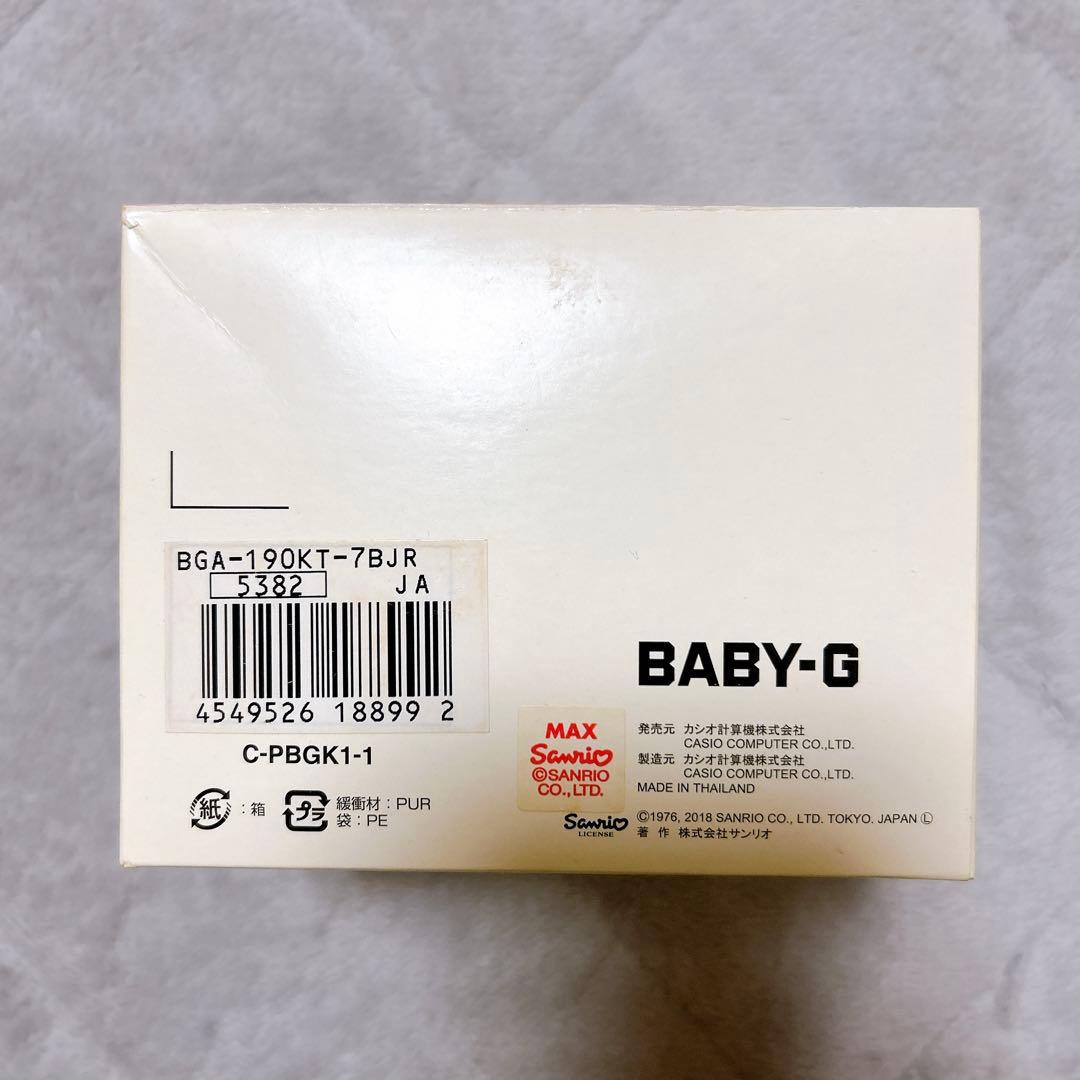 BGA-190KT-7BJR
5382 JA
4549526 18899 2
C-PBGK1-1
紙 : 箱
プラ 緩衝材 : PUR
袋 : PE
MAX
Sanrio
©SANRIO
CO., LTD.
Sanrio
LICENSE
BABY-G
発売元 カシオ計算機株式会社
CASIO COMPUTER CO.,LTD.
製造元 カシオ計算機株式会社
CASIO COMPUTER CO.,LTD.
MADE IN THAILAND
©1976, 2018 SANRIO CO., LTD. TOKYO. JAPAN Ⓛ
著 作 株式会社サンリオ